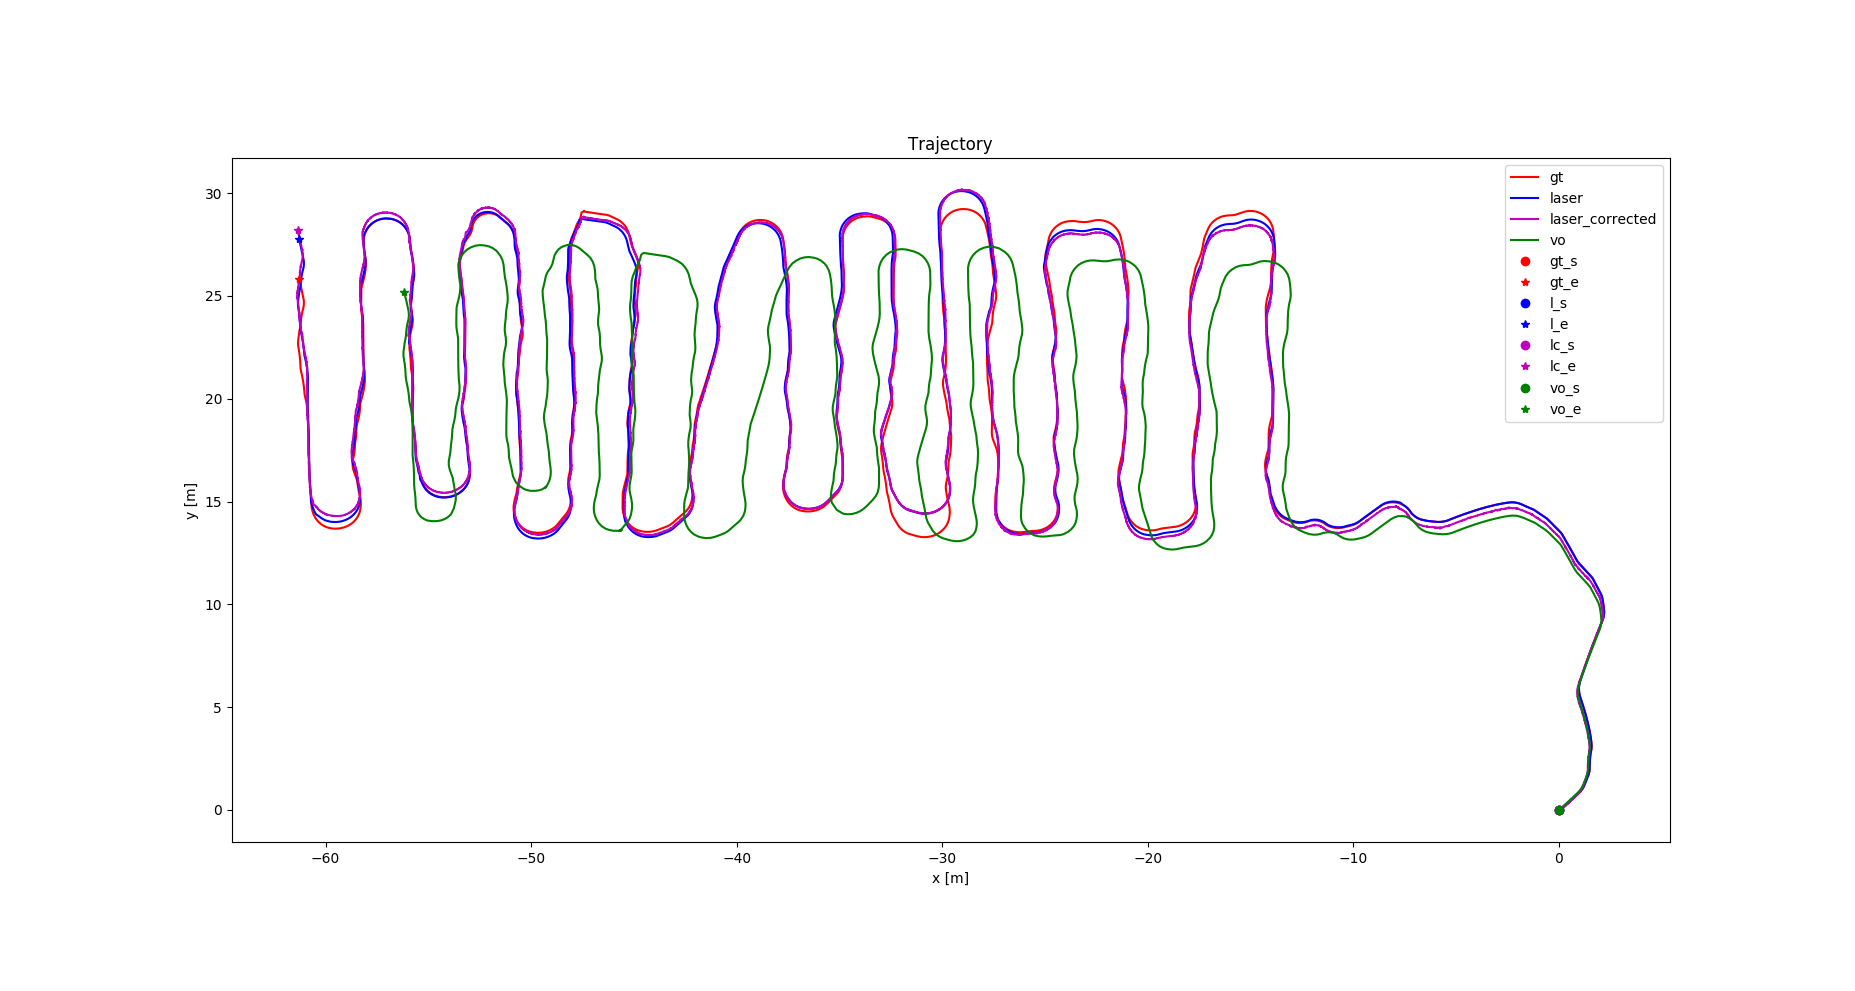 Trajectory
gt
laser
laser_corrected
vo
gt_s
gt_e
l_s
l_e
lc_s
lc_e
vo_s
vo_e
30
25
20
15
10
5
0
y [m]
−60
−50
−40
−30
−20
−10
0
x [m]